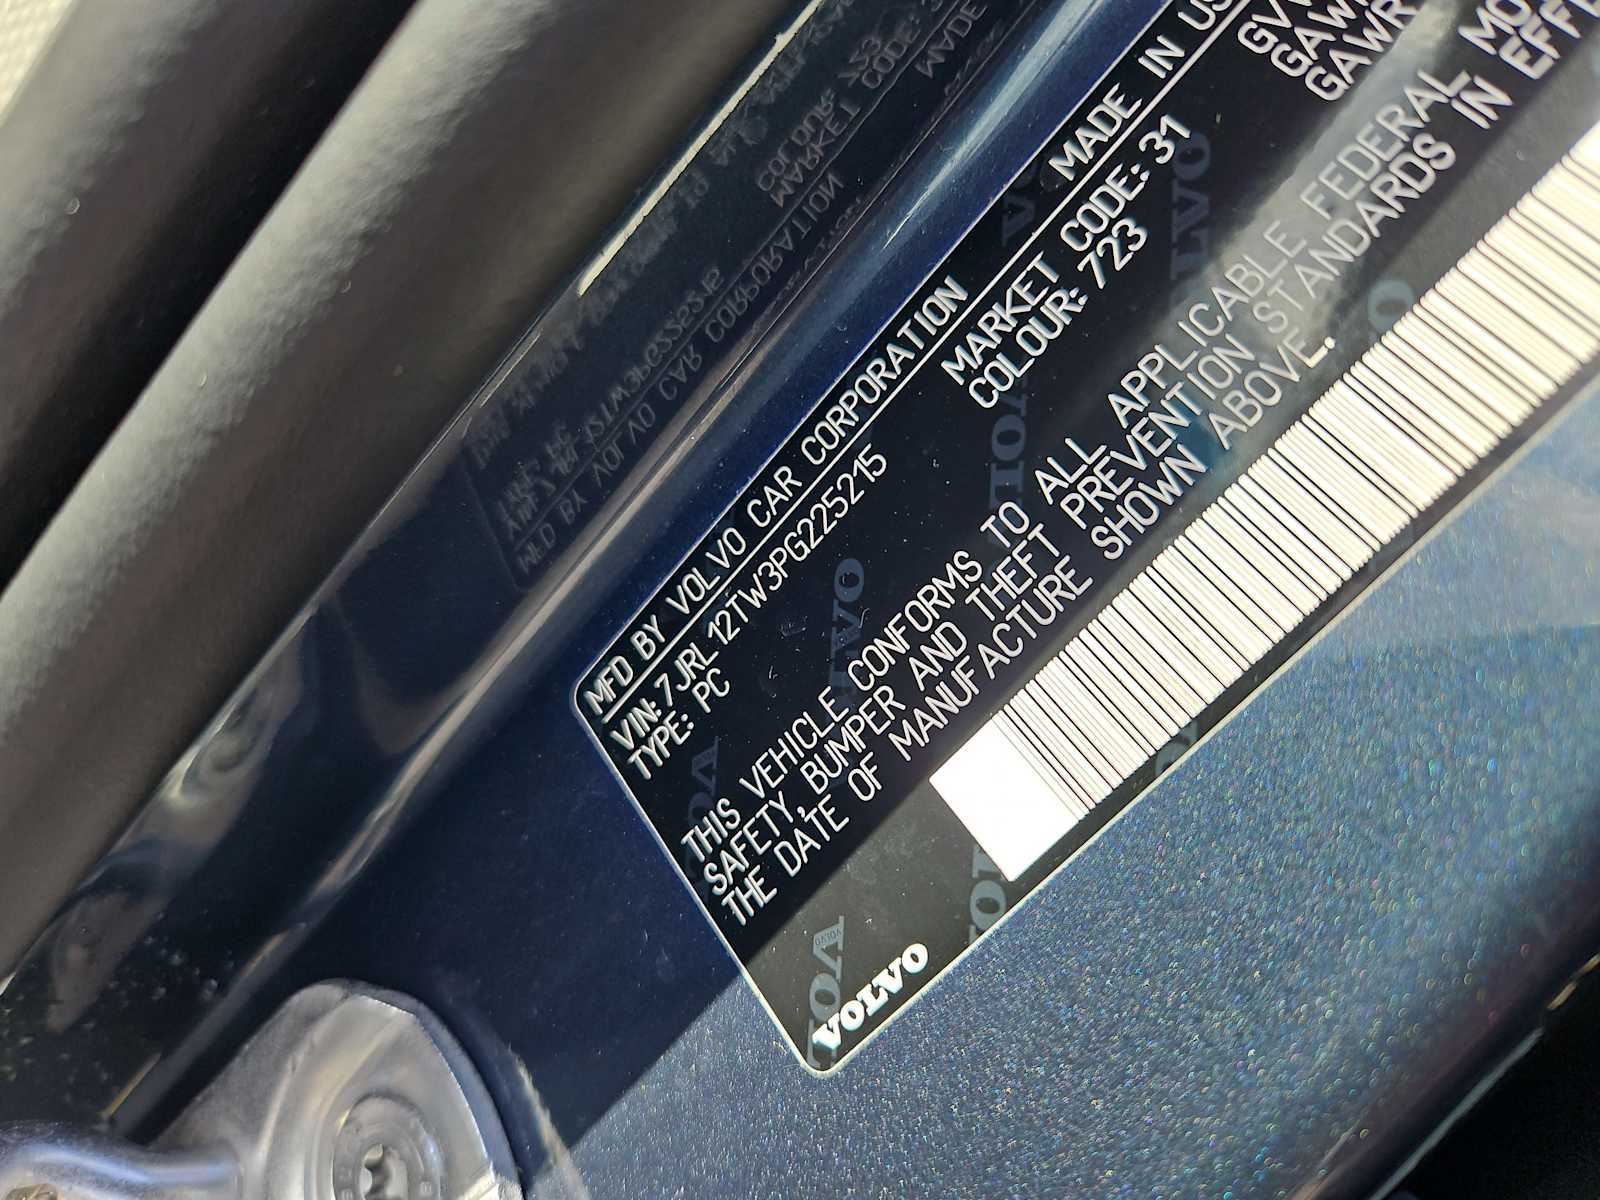 MFD BY VOLVO CAR CORPORATION MADE IN US
VIN: 7JRL12TW3PG225215
TYPE: PC
MARKET CODE: 31
COLOUR: 723
GAWR
THIS VEHICLE CONFORMS TO ALL APPLICABLE FEDERAL
SAFETY, BUMPER AND THEFT PREVENTION STANDARDS IN EFFE
THE DATE OF MANUFACTURE SHOWN ABOVE.
VOLVO